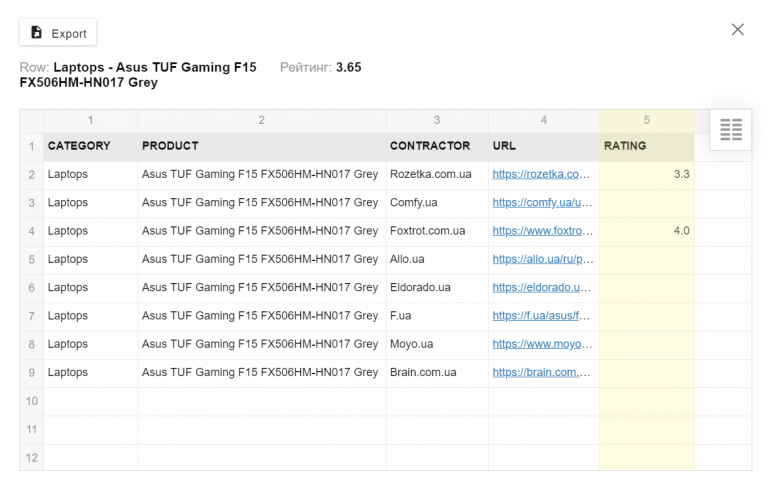 Export
Row: Laptops - Asus TUF Gaming F15 FX506HM-HN017 Grey
Рейтинг: 3.65
1 2 3 4 5
1 CATEGORY PRODUCT CONTRACTOR URL RATING
2 Laptops Asus TUF Gaming F15 FX506HM-HN017 Grey Rozetka.com.ua https://rozetka.co... 3.3
3 Laptops Asus TUF Gaming F15 FX506HM-HN017 Grey Comfy.ua https://comfy.ua/u...
4 Laptops Asus TUF Gaming F15 FX506HM-HN017 Grey Foxtrot.com.ua https://www.foxtro... 4.0
5 Laptops Asus TUF Gaming F15 FX506HM-HN017 Grey Allo.ua https://allo.ua/ru/p...
6 Laptops Asus TUF Gaming F15 FX506HM-HN017 Grey Eldorado.ua https://eldorado.u...
7 Laptops Asus TUF Gaming F15 FX506HM-HN017 Grey F.ua https://f.ua/asus/f...
8 Laptops Asus TUF Gaming F15 FX506HM-HN017 Grey Moyo.ua https://www.moyo...
9 Laptops Asus TUF Gaming F15 FX506HM-HN017 Grey Brain.com.ua https://brain.com....
10
11
12